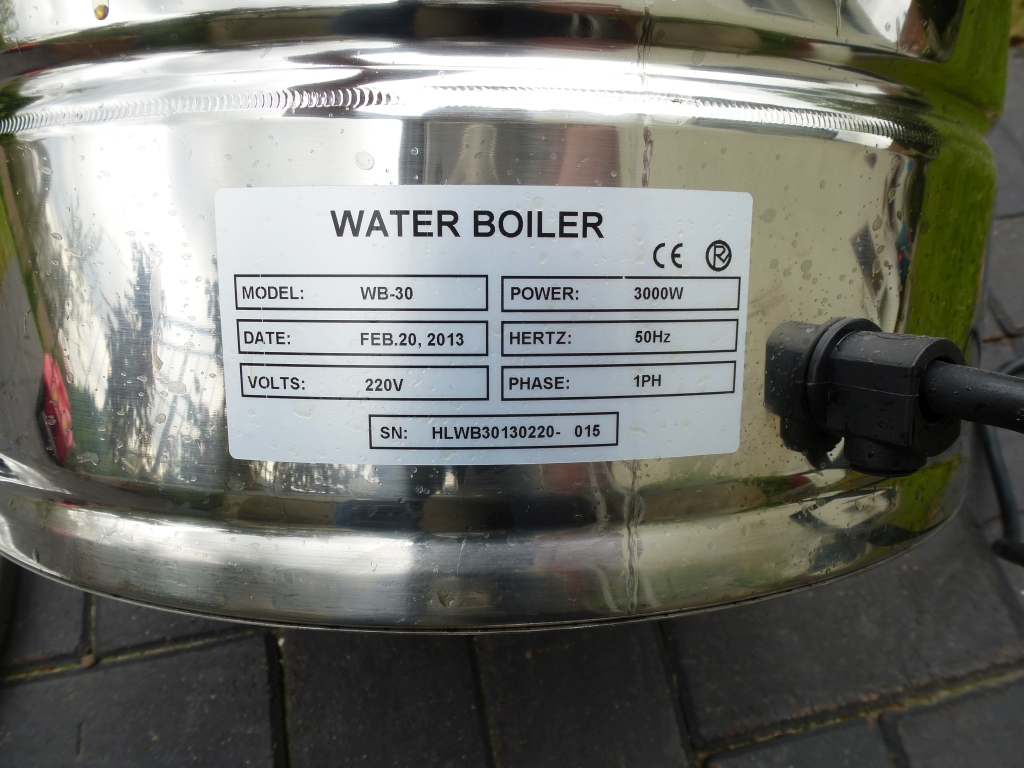 WATER BOILER
CE ®
MODEL: WB-30 POWER: 3000W
DATE: FEB.20, 2013 HERTZ: 50Hz
VOLTS: 220V PHASE: 1PH
SN: HLWB30130220- 015